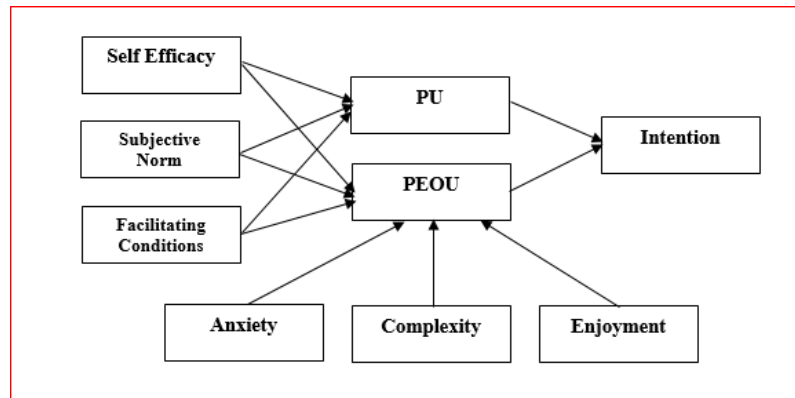 Self Efficacy
PU
Subjective
Norm
Intention
PEOU
Facilitating
Conditions
Anxiety
Complexity
Enjoyment